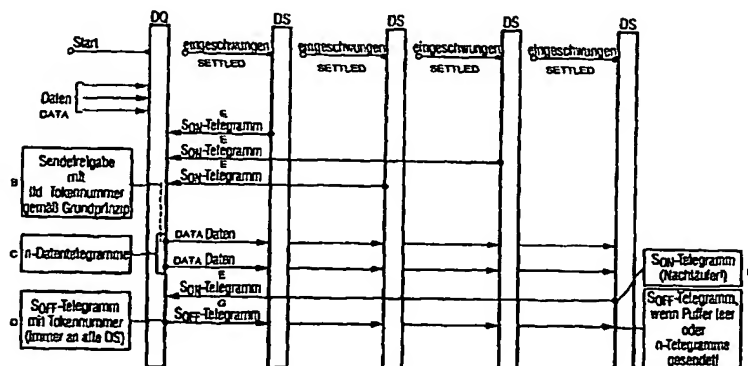 DQ DS DS DS DS
Start eingeschwungen eingeschwungen eingeschwungen eingeschwungen
SETTLED SETTLED SETTLED SETTLED
Daten
DATA
E
SON-Telegramm
E
SON-Telegramm
E
SON-Telegramm
B
Sendefreigabe
mit
lfd Tokennummer
gemäß Grundprinzip
C
n-Datentelegramme
DATA Daten
DATA Daten
E
SON-Telegramm
G
SOFF-Telegramm
D
SOFF-Telegramm
mit Tokennummer
(immer an alle DS)
SON-Telegramm
(Nachläufer!)
SOFF-Telegramm,
wenn Puffer leer
oder
n-Telegramme
gesendet!